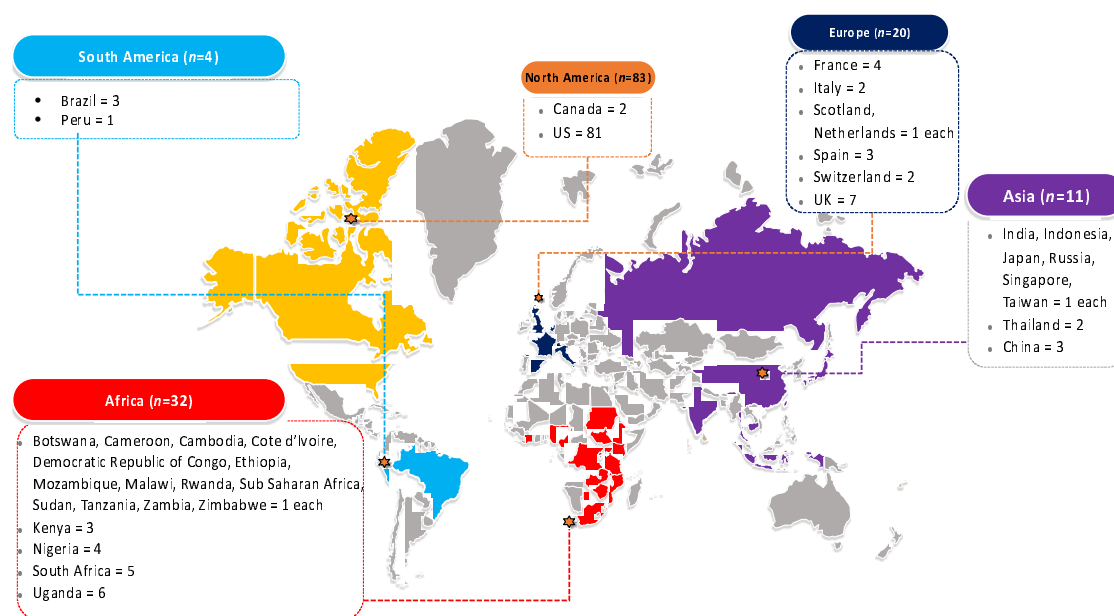 South America (n=4)
• Brazil = 3
• Peru = 1
North America (n=83)
• Canada = 2
• US = 81
Europe (n=20)
• France = 4
• Italy = 2
• Scotland,
Netherlands = 1 each
• Spain = 3
• Switzerland = 2
• UK = 7
Asia (n=11)
• India, Indonesia,
Japan, Russia,
Singapore,
Taiwan = 1 each
• Thailand = 2
• China = 3
Africa (n=32)
• Botswana, Cameroon, Cambodia, Cote d’Ivoire,
Democratic Republic of Congo, Ethiopia,
Mozambique, Malawi, Rwanda, Sub Saharan Africa,
Sudan, Tanzania, Zambia, Zimbabwe = 1 each
• Kenya = 3
• Nigeria = 4
• South Africa = 5
• Uganda = 6